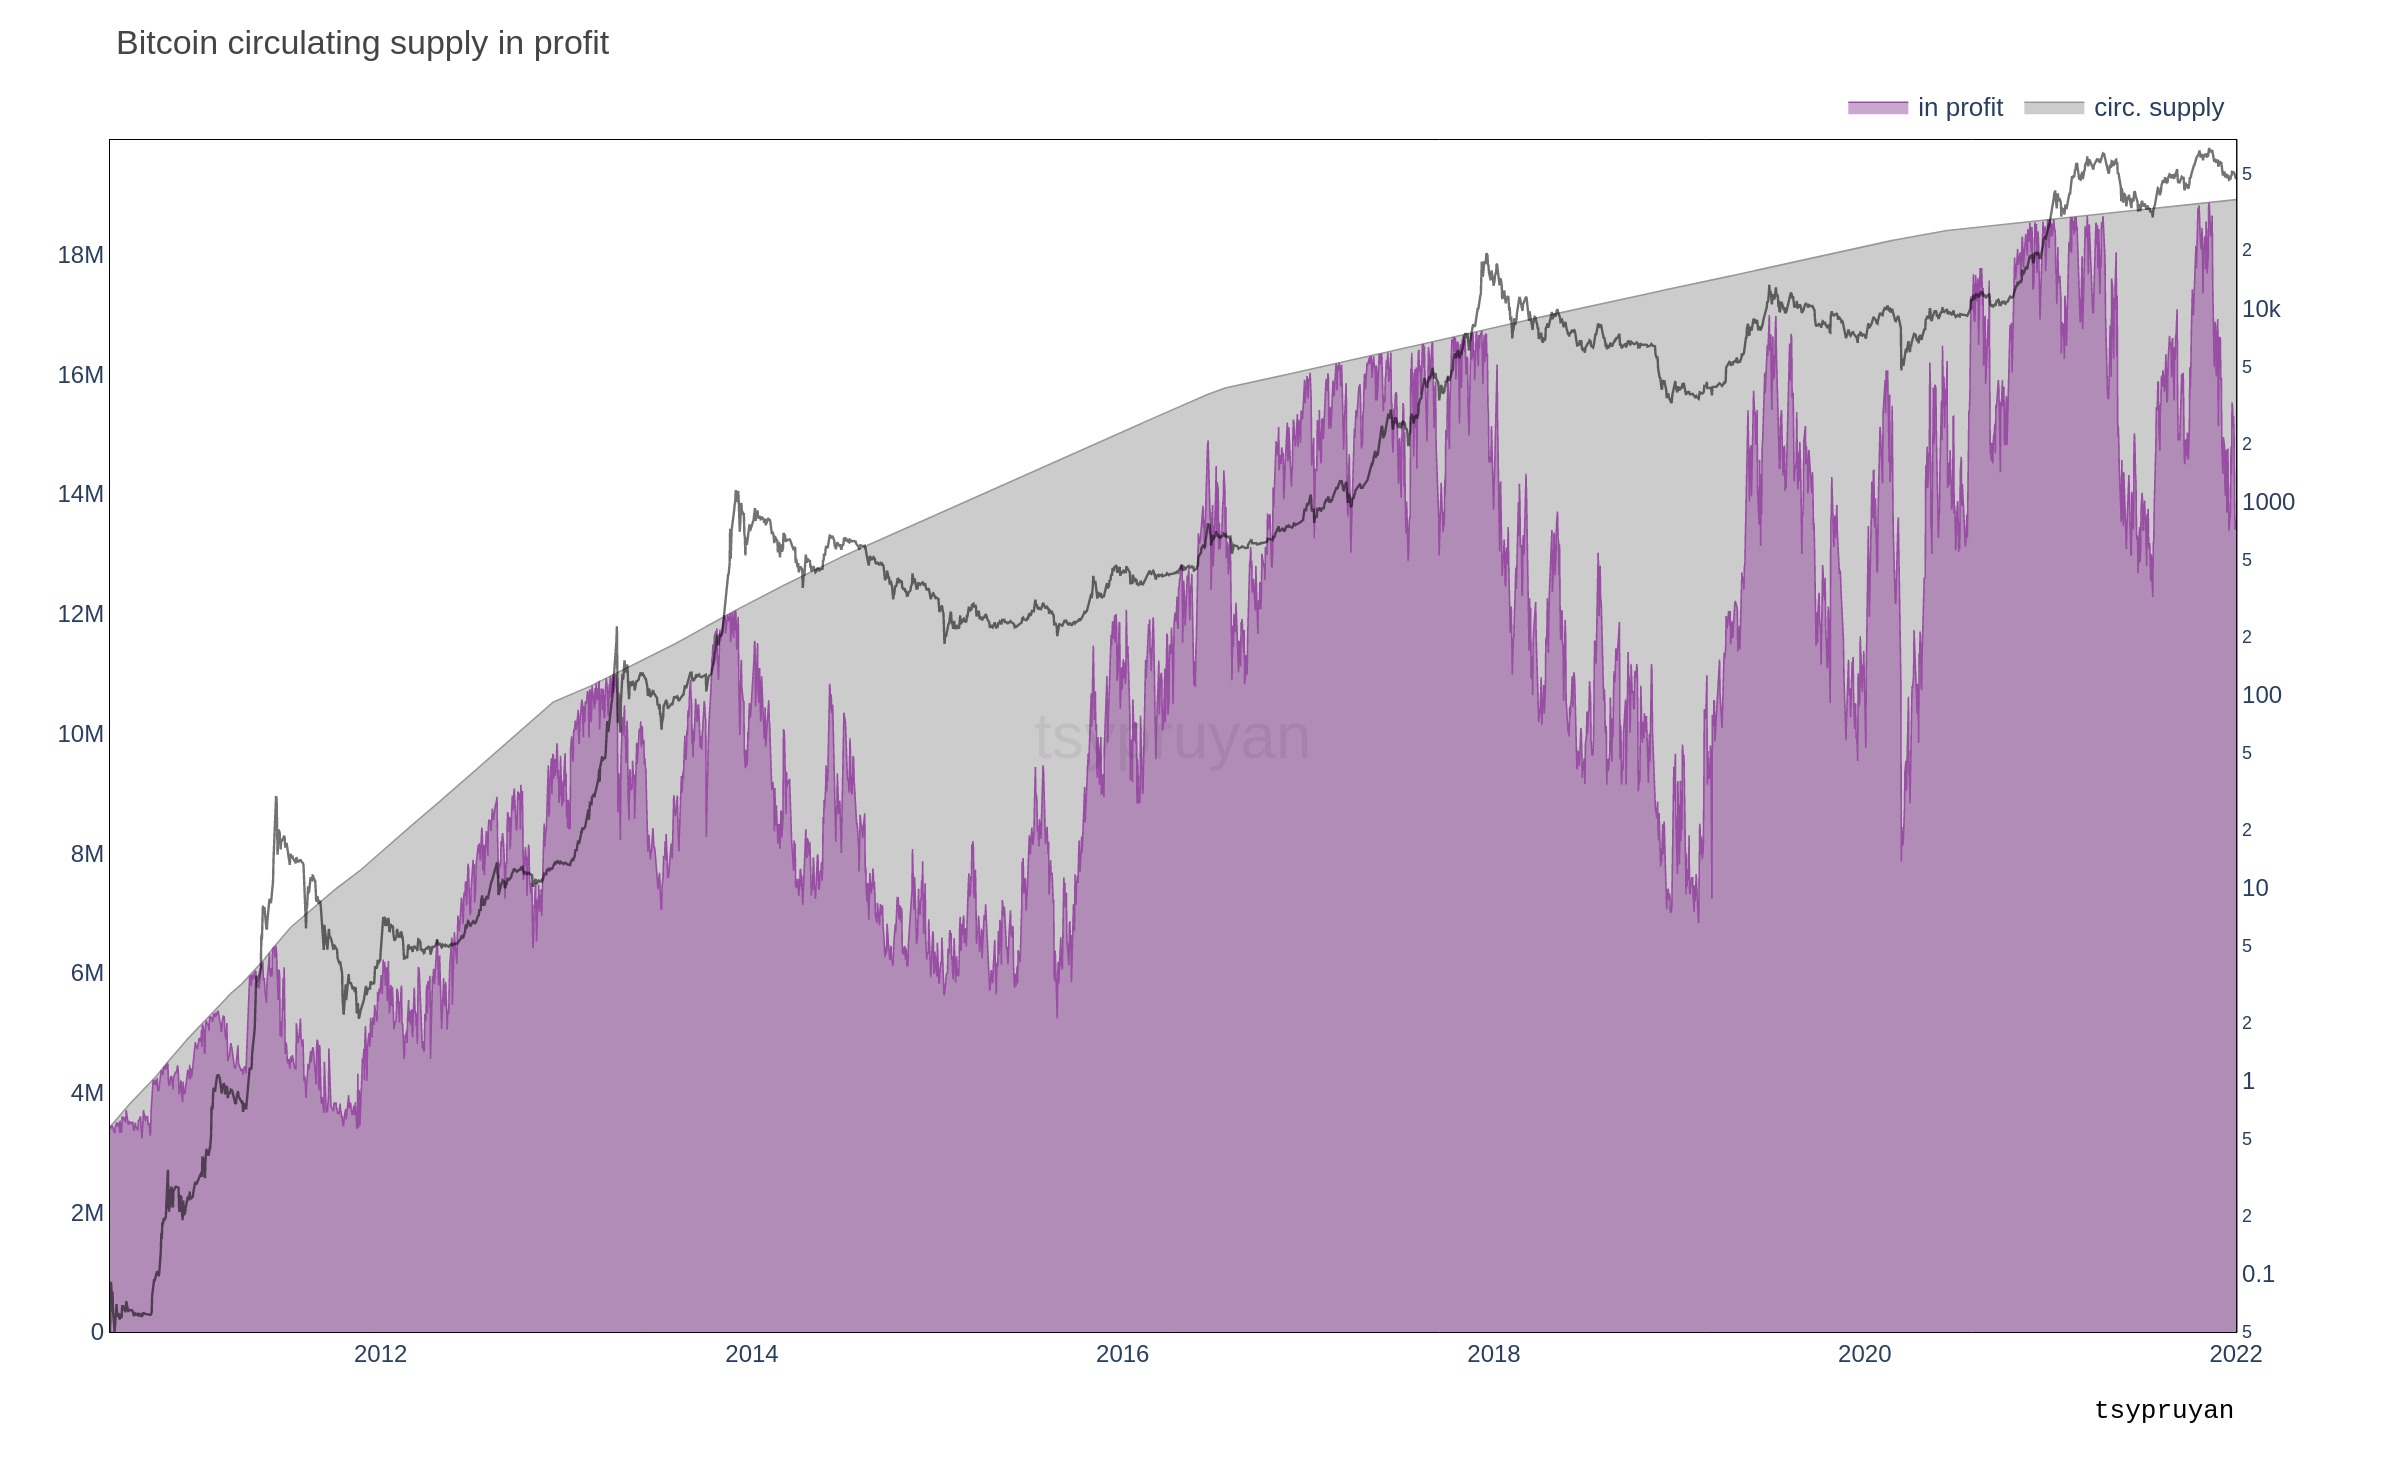 Bitcoin circulating supply in profit
in profit
circ. supply
18M
16M
14M
12M
10M
8M
6M
4M
2M
0
5
2
10k
5
2
1000
5
2
100
5
2
10
5
2
1
5
2
0.1
5
tsypruyan
2012
2014
2016
2018
2020
2022
tsypruyan